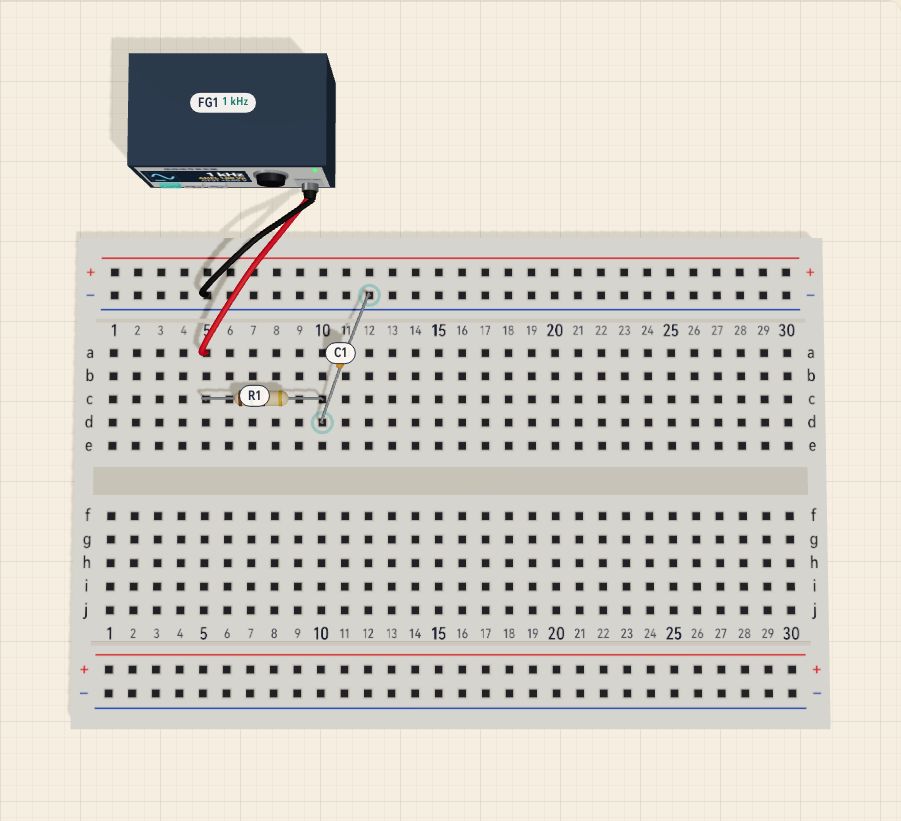 FG1 1 kHz
1 kHz
+ +
− −
1 2 3 4 5 6 7 8 9 10 11 12 13 14 15 16 17 18 19 20 21 22 23 24 25 26 27 28 29 30
a C1 a
b b
c R1 c
d d
e e
f f
g g
h h
i i
j j
1 2 3 4 5 6 7 8 9 10 11 12 13 14 15 16 17 18 19 20 21 22 23 24 25 26 27 28 29 30
+ +
− −